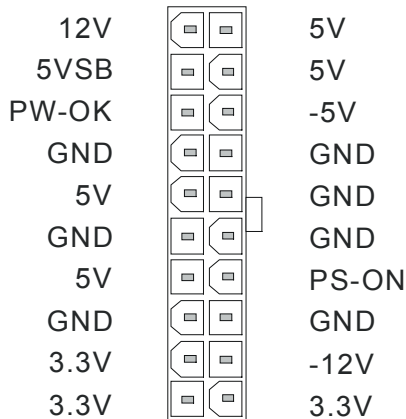 12V 5V
5VSB 5V
PW-OK -5V
GND GND
5V GND
GND GND
5V PS-ON
GND GND
3.3V -12V
3.3V 3.3V